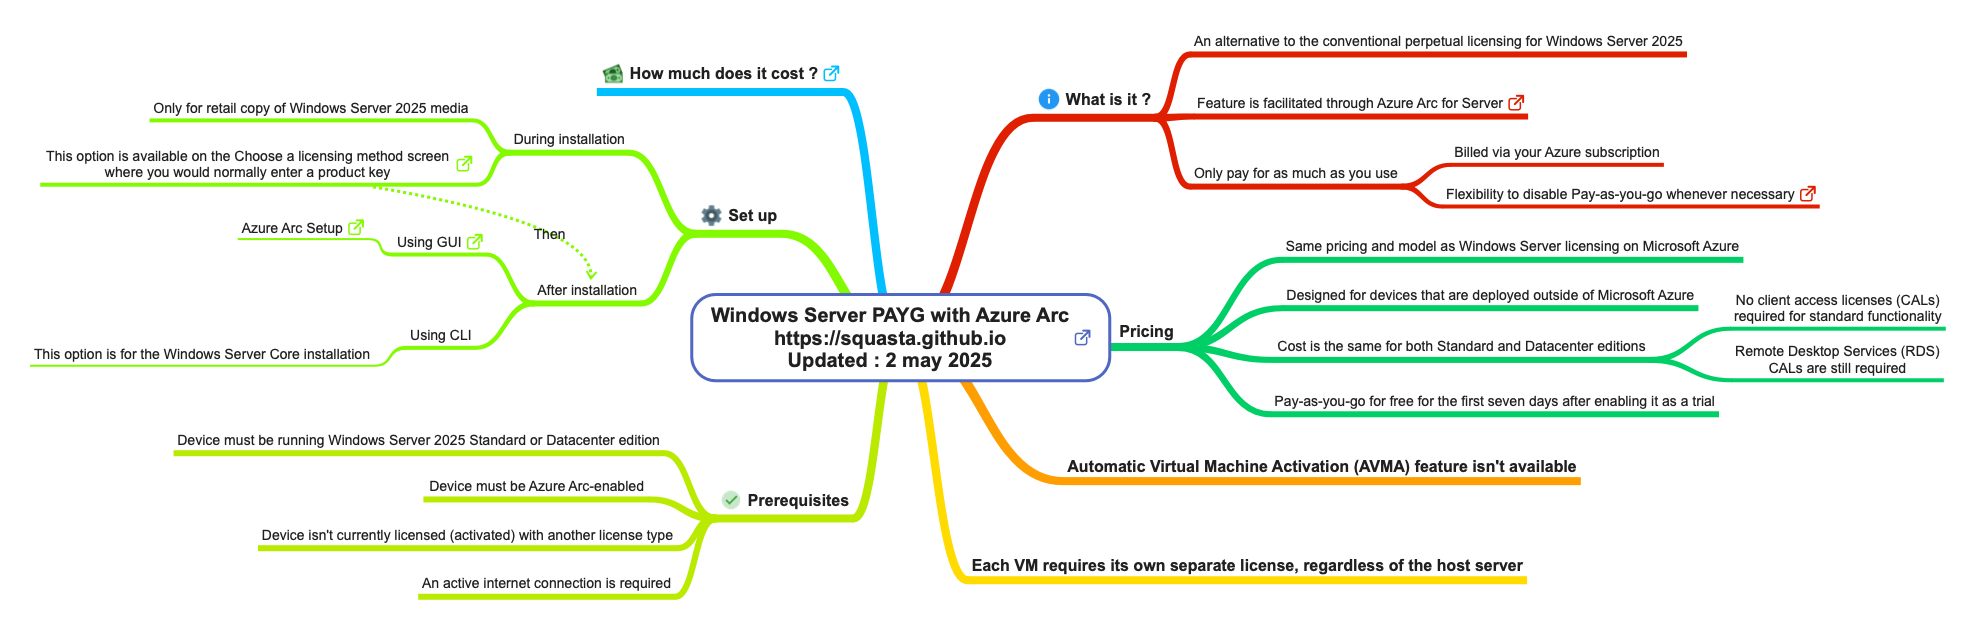 Windows Server PAYG with Azure Arc
https://squasta.github.io
Updated : 2 may 2025
What is it ?
An alternative to the conventional perpetual licensing for Windows Server 2025
Feature is facilitated through Azure Arc for Server
Only pay for as much as you use
Billed via your Azure subscription
Flexibility to disable Pay-as-you-go whenever necessary
Pricing
Same pricing and model as Windows Server licensing on Microsoft Azure
Designed for devices that are deployed outside of Microsoft Azure
Cost is the same for both Standard and Datacenter editions
No client access licenses (CALs)
required for standard functionality
Remote Desktop Services (RDS)
CALs are still required
Pay-as-you-go for free for the first seven days after enabling it as a trial
Automatic Virtual Machine Activation (AVMA) feature isn't available
Each VM requires its own separate license, regardless of the host server
How much does it cost ?
Set up
During installation
Only for retail copy of Windows Server 2025 media
This option is available on the Choose a licensing method screen
where you would normally enter a product key
Then
After installation
Using GUI
Azure Arc Setup
Using CLI
This option is for the Windows Server Core installation
Prerequisites
Device must be running Windows Server 2025 Standard or Datacenter edition
Device must be Azure Arc-enabled
Device isn't currently licensed (activated) with another license type
An active internet connection is required